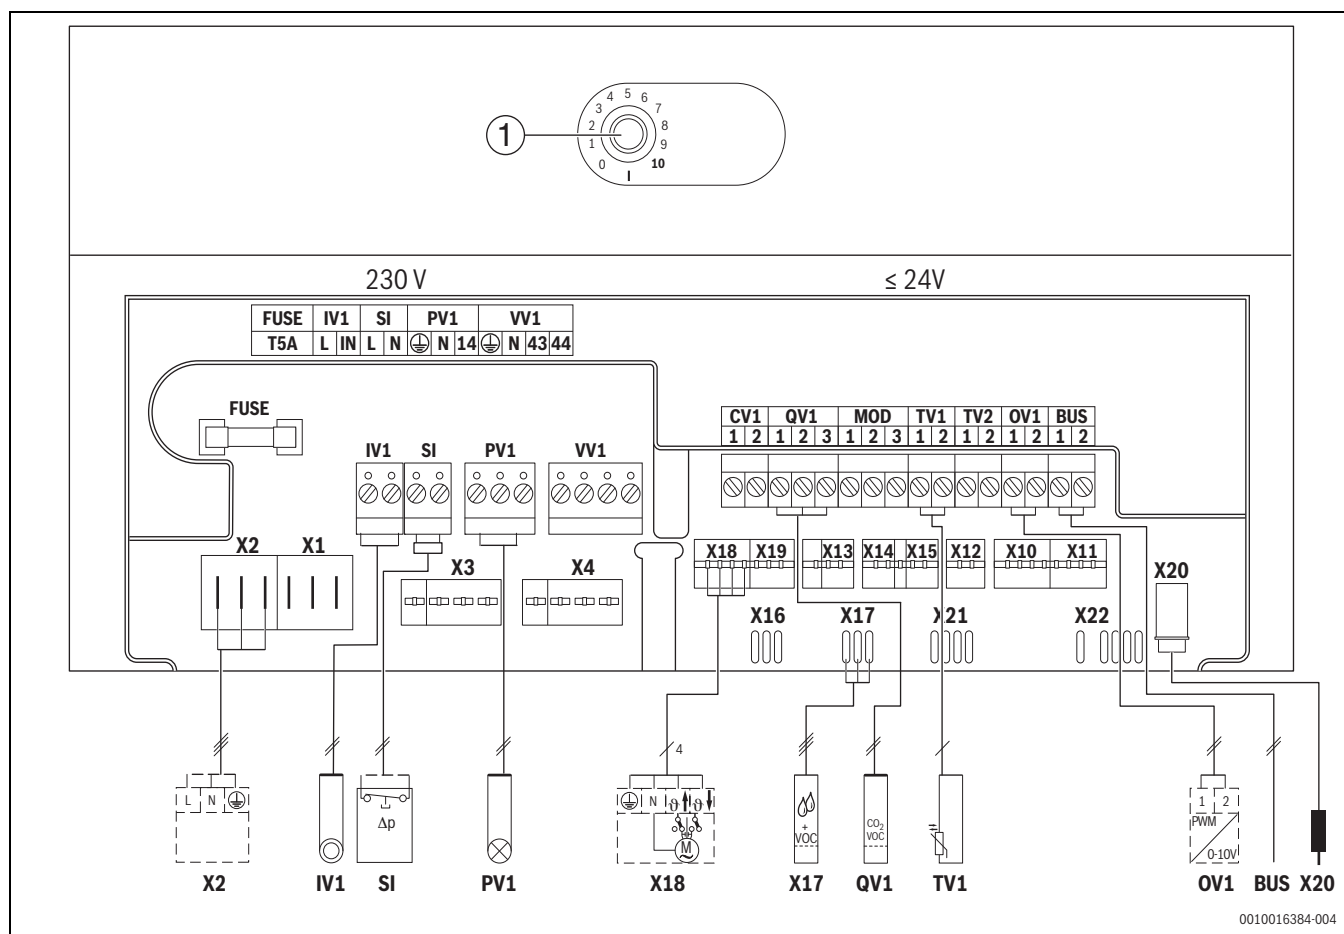 4 5 6
3 7
2 8
1 9
0 10
I
1
230 V ≤ 24V
FUSE IV1 SI PV1 VV1
T5A L IN L N N 14 N 43 44
FUSE
IV1 SI PV1 VV1
CV1 QV1 MOD TV1 TV2 OV1 BUS
1 2 1 2 3 1 2 3 1 2 1 2 1 2 1 2
X2 X1
X3 X4
X18 X19 X13 X14 X15 X12 X10 X11
X20
X16 X17 X21 X22
4
L N
Δp
N ϑ ϑ
M
~
+
VOC
CO2
VOC
1 2
PWM
0-10V
X2 IV1 SI PV1 X18 X17 QV1 TV1 OV1 BUS X20
0010016384-004